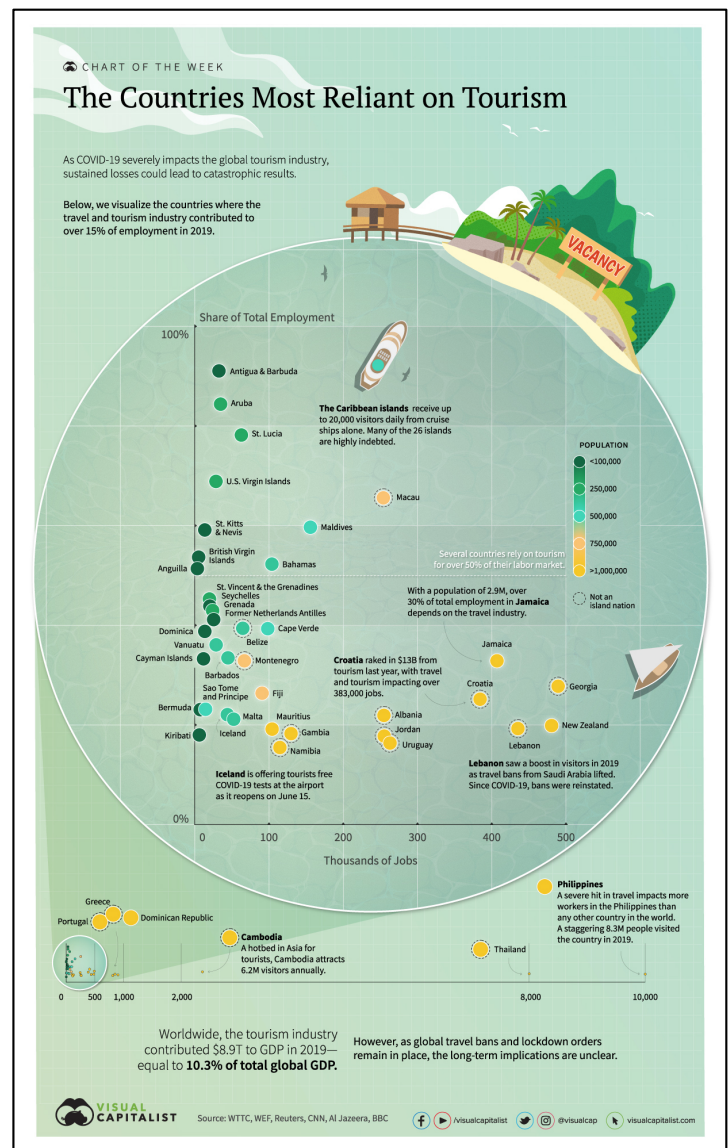 CHART OF THE WEEK
The Countries Most Reliant on Tourism
As COVID-19 severely impacts the global tourism industry,
sustained losses could lead to catastrophic results.
Below, we visualize the countries where the
travel and tourism industry contributed to
over 15% of employment in 2019.
VACANCY
Share of Total Employment
100%
Antigua & Barbuda
Aruba
The Caribbean islands receive up
to 20,000 visitors daily from cruise
ships alone. Many of the 26 islands
are highly indebted.
St. Lucia
POPULATION
<100,000
250,000
500,000
750,000
>1,000,000
Not an
island nation
U.S. Virgin Islands
Macau
St. Kitts
& Nevis
Maldives
British Virgin
Islands
Anguilla
Bahamas
Several countries rely on tourism
for over 50% of their labor market.
St. Vincent & the Grenadines
Seychelles
Grenada
Former Netherlands Antilles
With a population of 2.9M, over
30% of total employment in Jamaica
depends on the travel industry.
Dominica
Cape Verde
Vanuatu
Belize
Jamaica
Cayman Islands
Montenegro
Barbados
Croatia raked in $13B from
tourism last year, with travel
and tourism impacting over
383,000 jobs.
Sao Tome
and Principe
Fiji
Croatia
Georgia
Bermuda
Malta
Mauritius
Albania
New Zealand
Kiribati
Iceland
Gambia
Jordan
Lebanon
Namibia
Uruguay
Iceland is offering tourists free
COVID-19 tests at the airport
as it reopens on June 15.
Lebanon saw a boost in visitors in 2019
as travel bans from Saudi Arabia lifted.
Since COVID-19, bans were reinstated.
0%
0 100 200 300 400 500
Thousands of Jobs
Greece
Portugal
Dominican Republic
Cambodia
A hotbed in Asia for
tourists, Cambodia attracts
6.2M visitors annually.
Thailand
Philippines
A severe hit in travel impacts more
workers in the Philippines than
any other country in the world.
A staggering 8.3M people visited
the country in 2019.
0 500 1,000 2,000 8,000 10,000
Worldwide, the tourism industry
contributed $8.9T to GDP in 2019—
equal to 10.3% of total global GDP.
However, as global travel bans and lockdown orders
remain in place, the long-term implications are unclear.
VISUAL
CAPITALIST
Source: WTTC, WEF, Reuters, CNN, Al Jazeera, BBC
/visualcapitalist @visualcap visualcapitalist.com